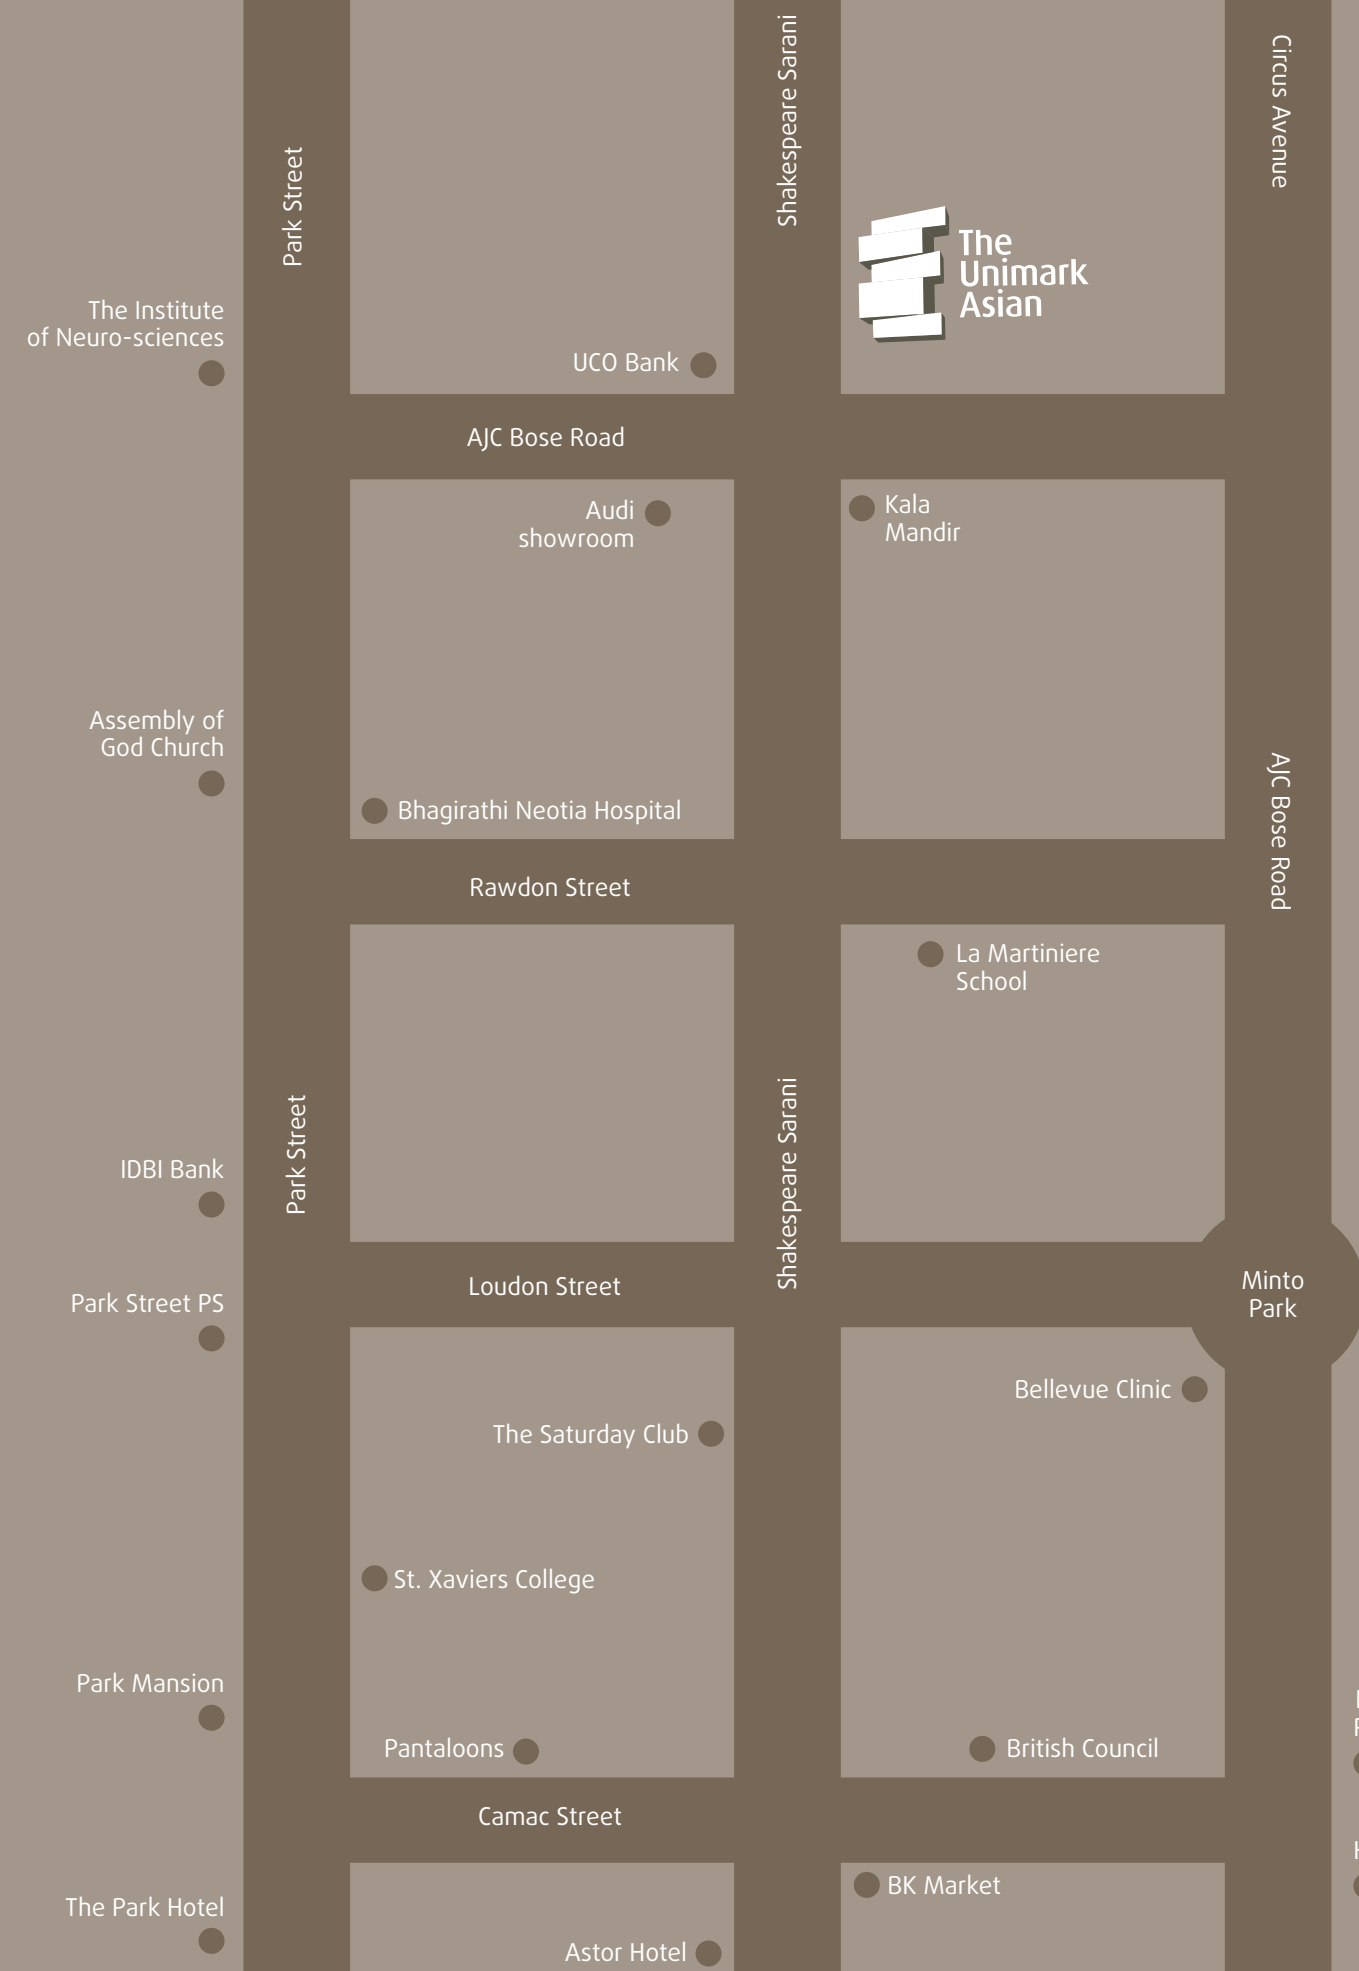 Shakespeare Sarani
Circus Avenue
Park Street
The
Unimark
Asian
The Institute
of Neuro-sciences
UCO Bank
AJC Bose Road
Audi
showroom
Kala
Mandir
Assembly of
God Church
AJC Bose Road
Bhagirathi Neotia Hospital
Rawdon Street
La Martiniere
School
Park Street
Shakespeare Sarani
IDBI Bank
Loudon Street
Minto
Park
Park Street PS
Bellevue Clinic
The Saturday Club
St. Xaviers College
Park Mansion
Pantaloons
British Council
Camac Street
BK Market
The Park Hotel
Astor Hotel